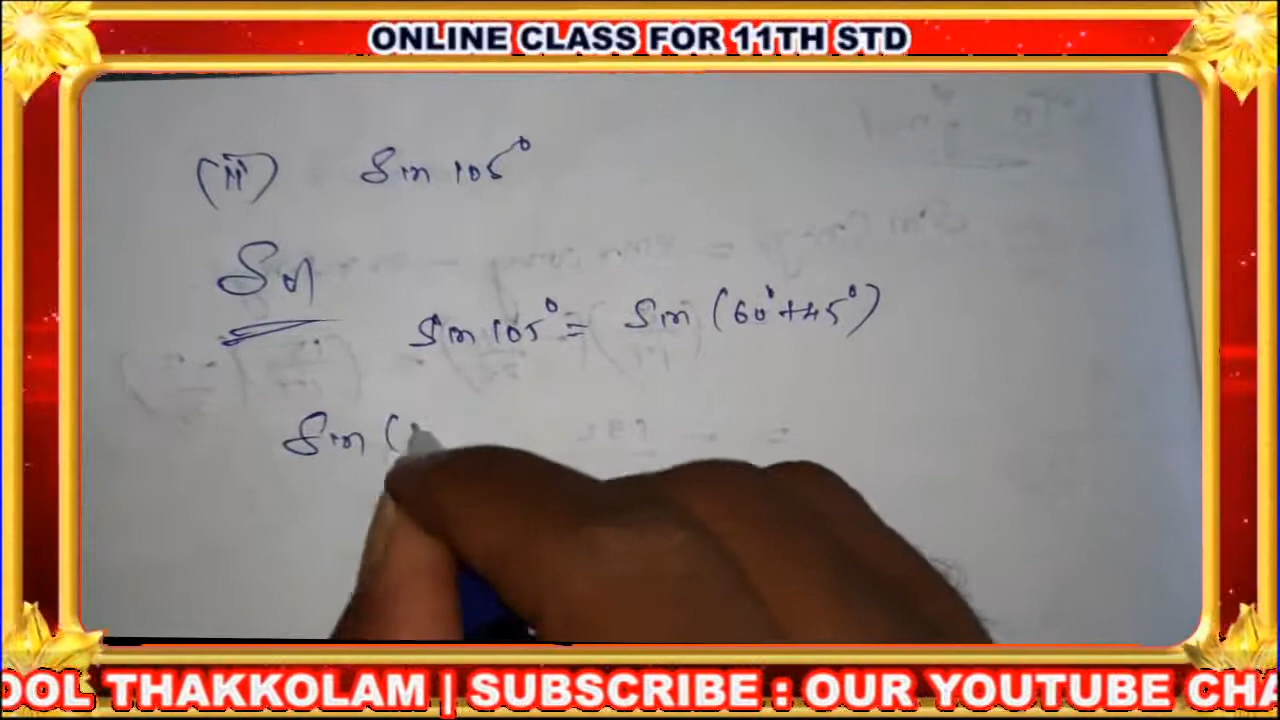 ONLINE CLASS FOR 11TH STD
(ii) Sin 105°
Sol
Sin 105° = Sin (60° + 45°)
Sin (
OOL THAKKOLAM | SUBSCRIBE : OUR YOUTUBE CHA